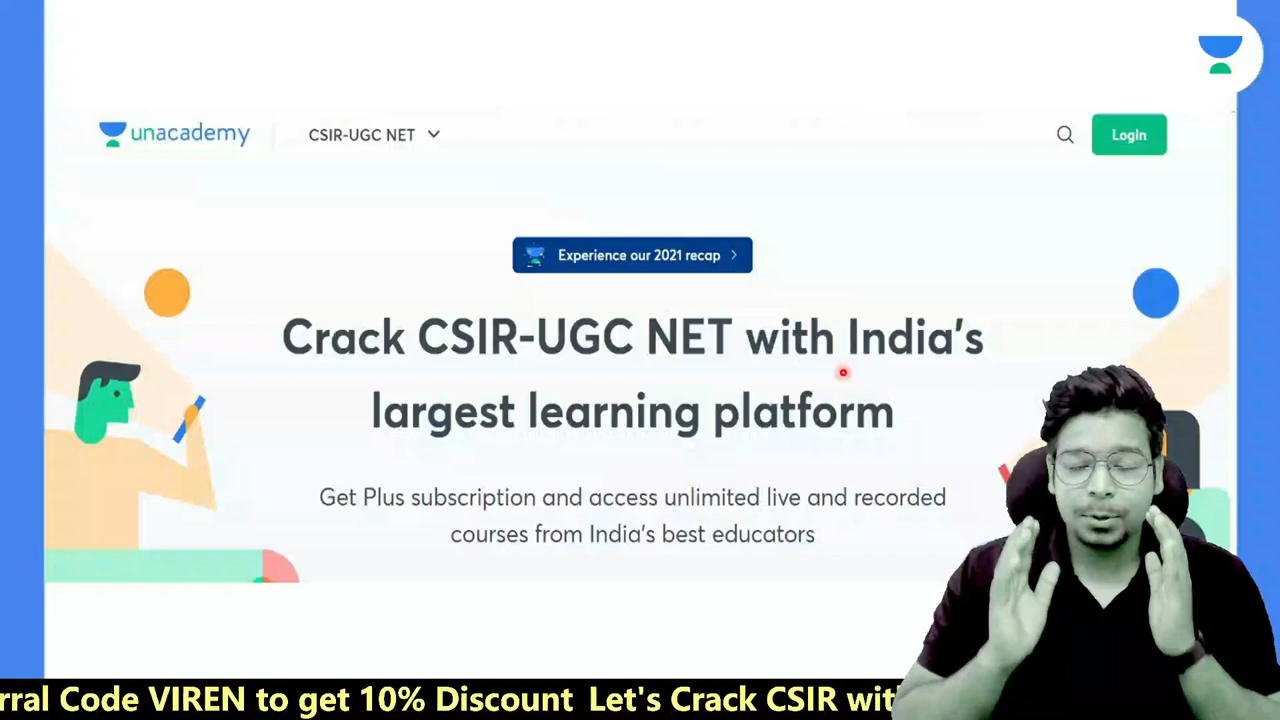 unacademy
CSIR-UGC NET
LogIn
Experience our 2021 recap
Crack CSIR-UGC NET with India's
largest learning platform
Get Plus subscription and access unlimited live and recorded
courses from India's best educators
rral Code VIREN to get 10% Discount Let's Crack CSIR wit